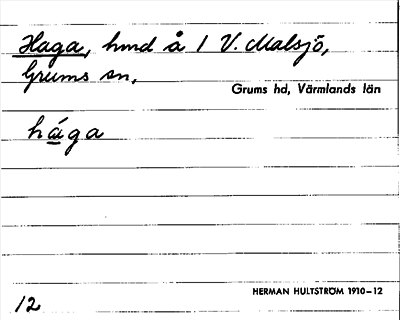 Haga, hmd å 1 V. Malsjö,
Grums sn,
Grums hd, Värmlands län
hága
HERMAN HULTSTRÖM 1910–12
12